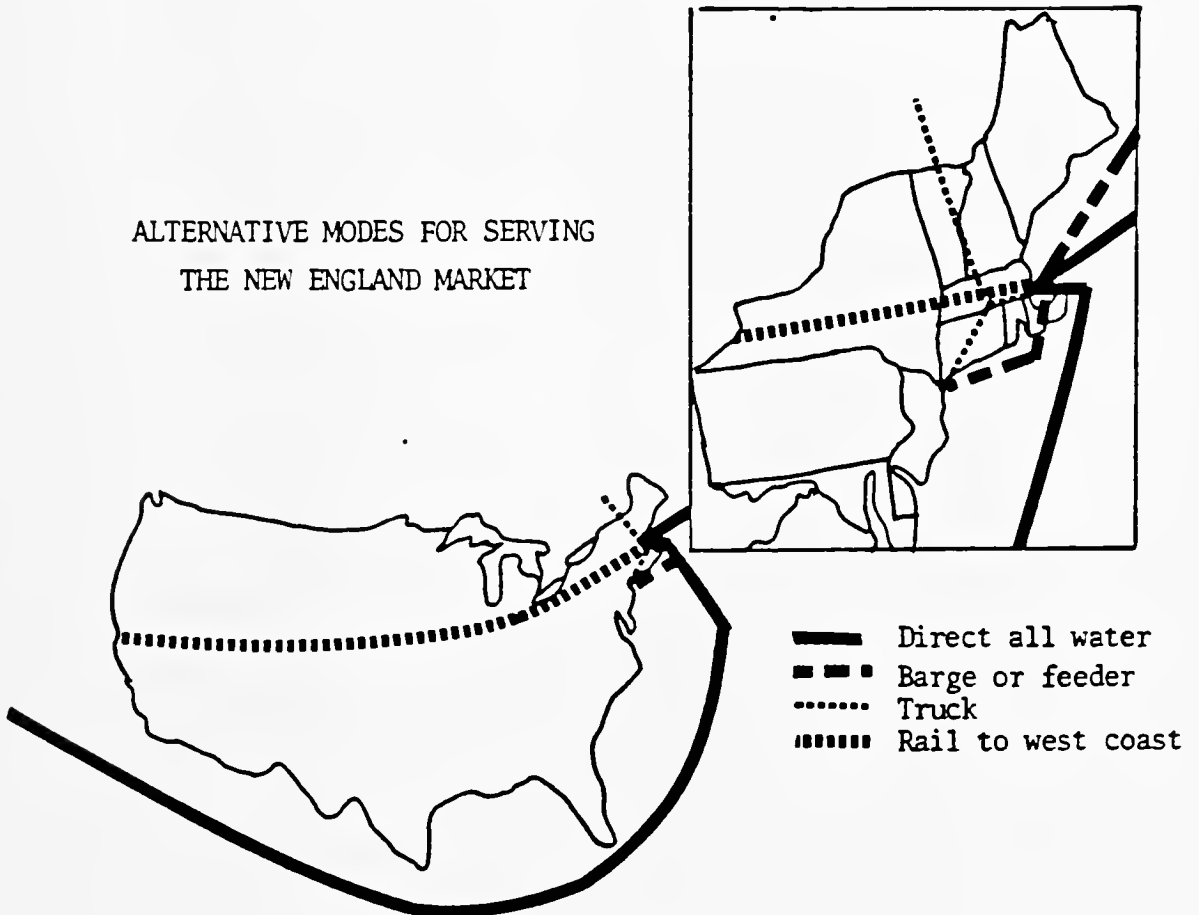 ALTERNATIVE MODES FOR SERVING
THE NEW ENGLAND MARKET
Direct all water
Barge or feeder
Truck
Rail to west coast